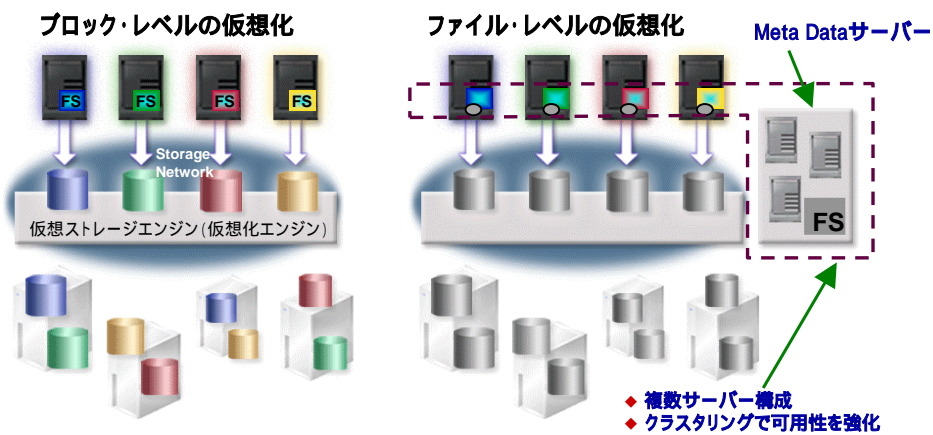 ブロック・レベルの仮想化
ファイル・レベルの仮想化
Meta Dataサーバー
FS
FS
FS
FS
Storage
Network
仮想ストレージエンジン(仮想化エンジン)
FS
◆ 複数サーバー構成
◆ クラスタリングで可用性を強化